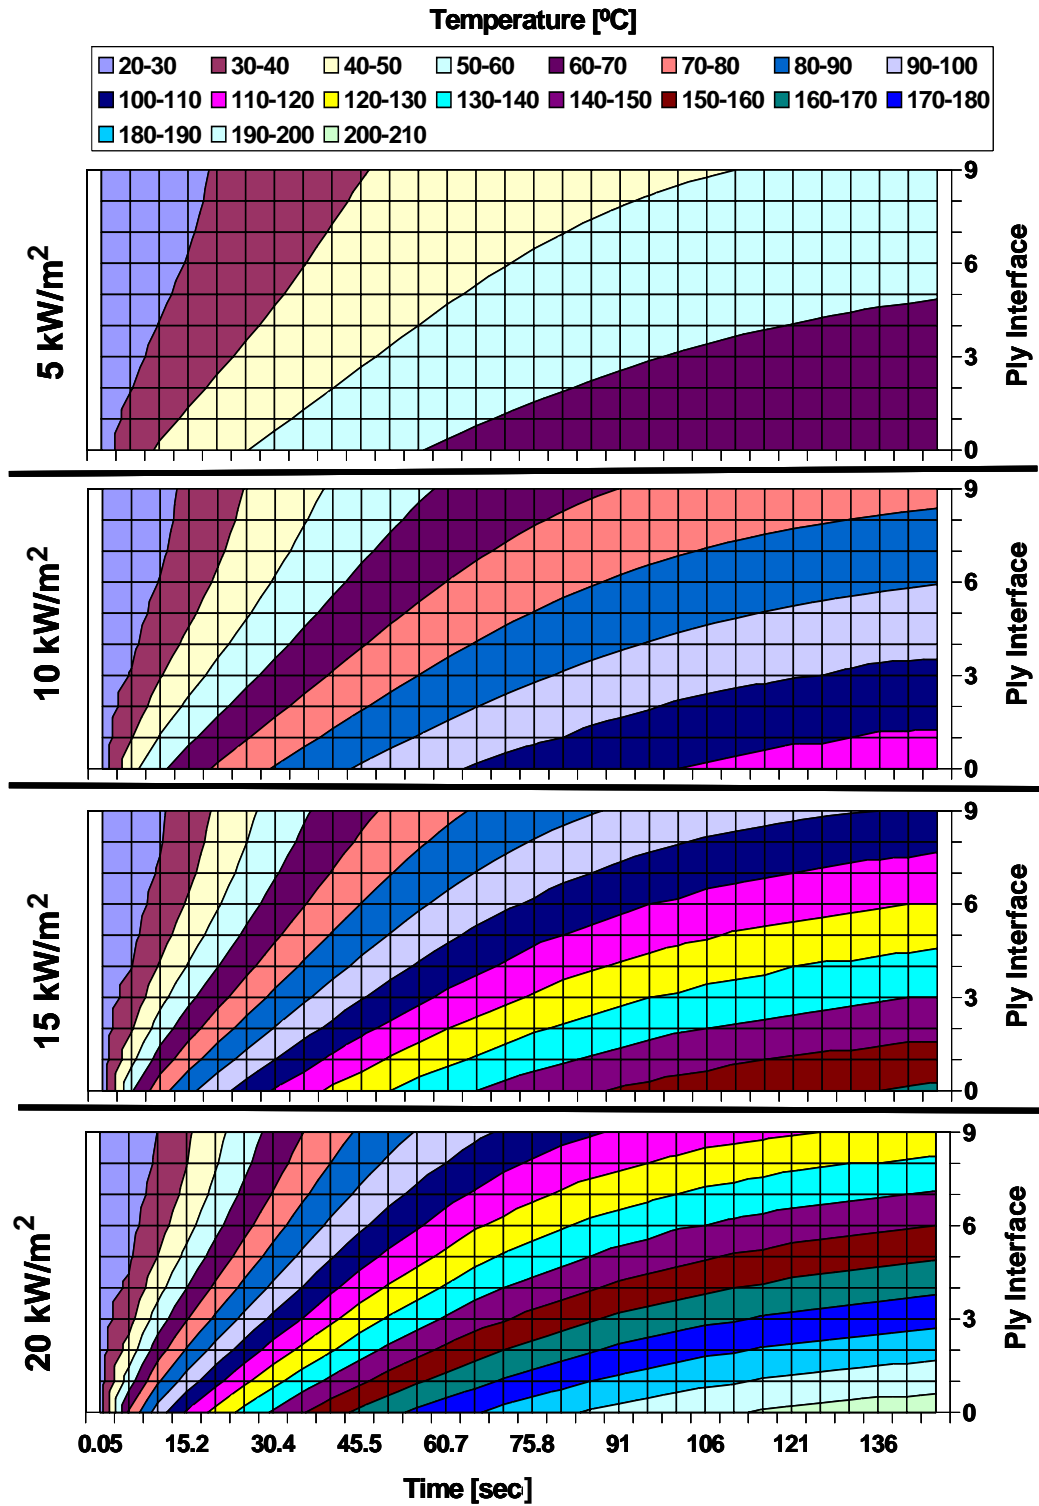 Temperature [ºC]
20-30 30-40 40-50 50-60 60-70 70-80 80-90 90-100
100-110 110-120 120-130 130-140 140-150 150-160 160-170 170-180
180-190 190-200 200-210
5 kW/m²
9
6
3
0
Ply Interface
10 kW/m²
9
6
3
0
Ply Interface
15 kW/m²
9
6
3
0
Ply Interface
20 kW/m²
9
6
3
0
Ply Interface
0.05 15.2 30.4 45.5 60.7 75.8 91 106 121 136
Time [sec]